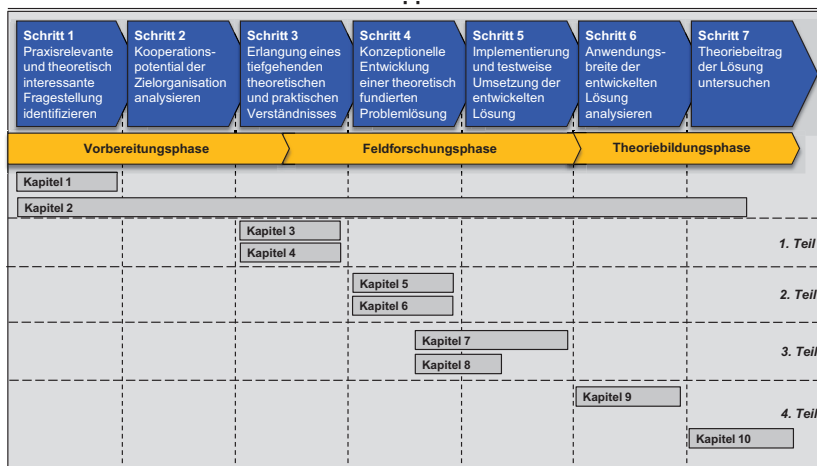 Schritt 1
Praxisrelevante
und theoretisch
interessante
Fragestellung
identifizieren
Schritt 2
Kooperations-
potential der
Zielorganisation
analysieren
Schritt 3
Erlangung eines
tiefgehenden
theoretischen
und praktischen
Verständnisses
Schritt 4
Konzeptionelle
Entwicklung
einer theoretisch
fundierten
Problemlösung
Schritt 5
Implementierung
und testweise
Umsetzung der
entwickelten
Lösung
Schritt 6
Anwendungs-
breite der
entwickelten
Lösung
analysieren
Schritt 7
Theoriebeitrag
der Lösung
untersuchen
Vorbereitungsphase
Feldforschungsphase
Theoriebildungsphase
Kapitel 1
Kapitel 2
Kapitel 3
Kapitel 4
1. Teil
Kapitel 5
Kapitel 6
2. Teil
Kapitel 7
Kapitel 8
3. Teil
Kapitel 9
4. Teil
Kapitel 10